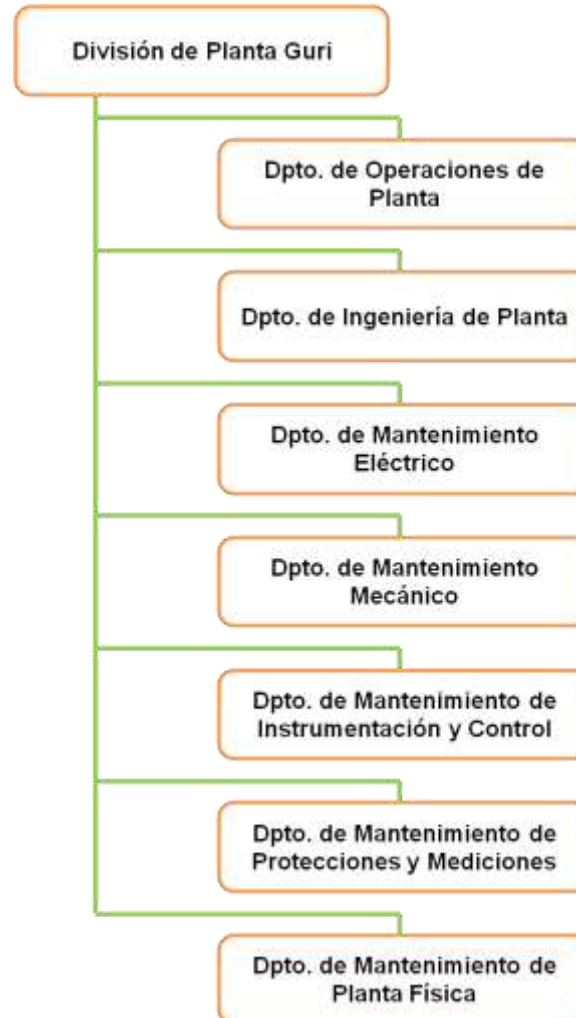 División de Planta Guri
Dpto. de Operaciones de
Planta
Dpto. de Ingeniería de Planta
Dpto. de Mantenimiento
Eléctrico
Dpto. de Mantenimiento
Mecánico
Dpto. de Mantenimiento de
Instrumentación y Control
Dpto. de Mantenimiento de
Protecciones y Mediciones
Dpto. de Mantenimiento de
Planta Física